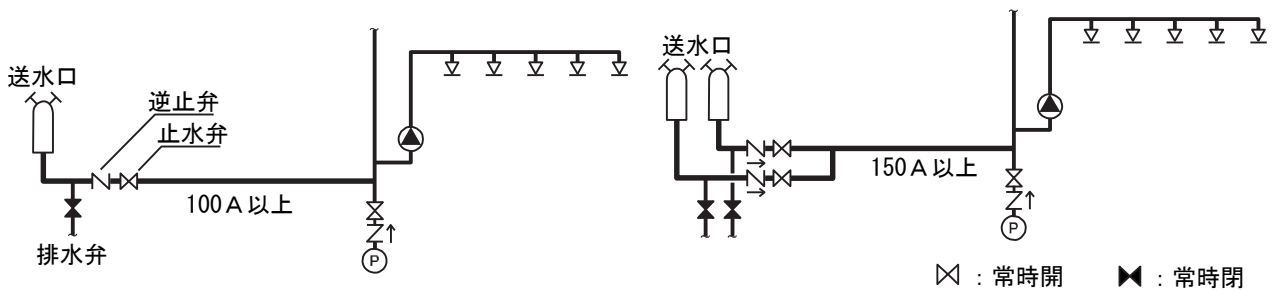 送水口
逆止弁
止水弁
100A以上
排水弁
P
送水口
150A以上
P
：常時開
：常時閉